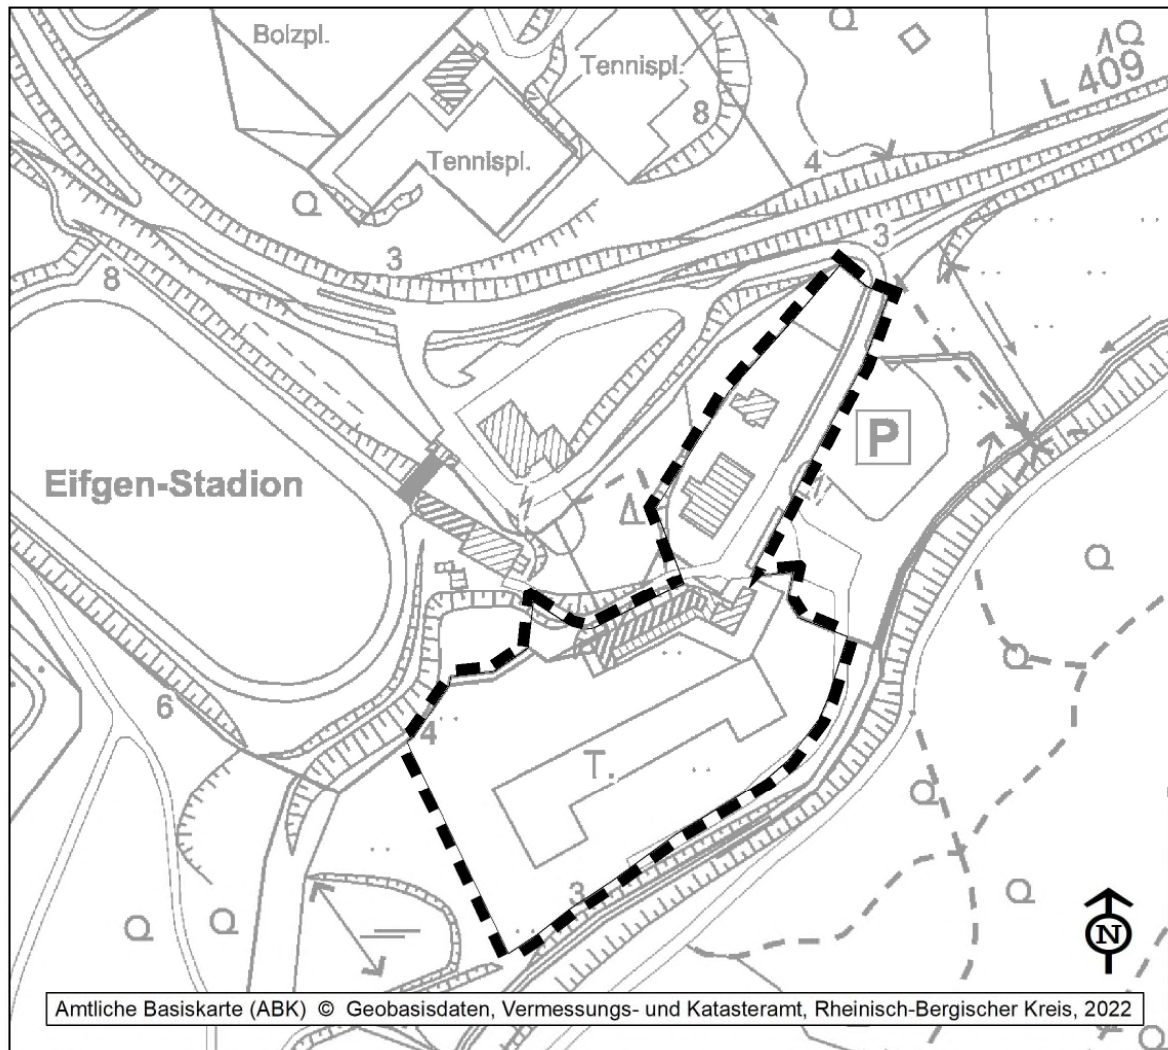 Bolzpl.
Tennispl.
Q
Q
L 409
8
4
Tennispl.
Q
3
3
8
P
Eifgen-Stadion
Q
Q
6
4
T.
Q
3
Q
Q
Q
N
Amtliche Basiskarte (ABK) © Geobasisdaten, Vermessungs- und Katasteramt, Rheinisch-Bergischer Kreis, 2022
Q